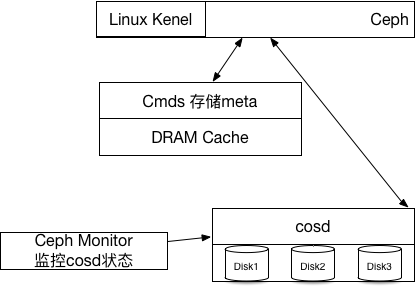 Linux Kenel
Ceph
Cmds 存储meta
DRAM Cache
cosd
Ceph Monitor
监控cosd状态
Disk1
Disk2
Disk3